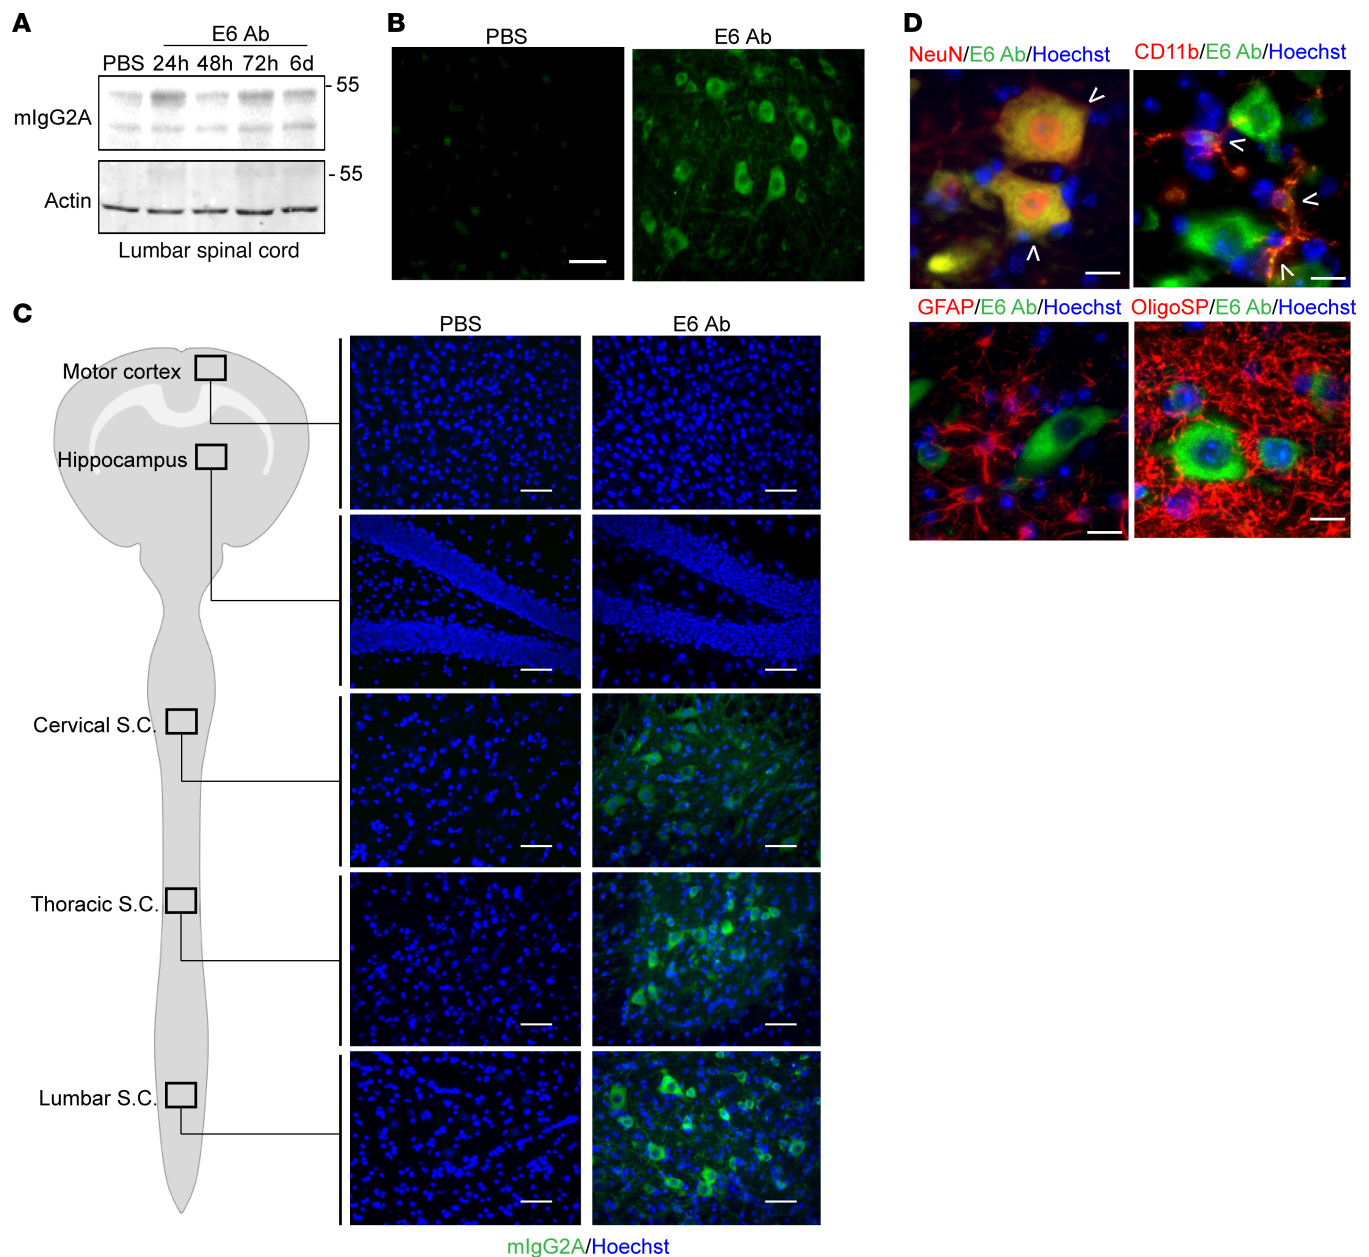 A
E6 Ab
PBS 24h 48h 72h 6d
mIgG2A
- 55
Actin
- 55
Lumbar spinal cord
B
PBS
E6 Ab
C
PBS
E6 Ab
Motor cortex
Hippocampus
Cervical S.C.
Thoracic S.C.
Lumbar S.C.
mIgG2A/Hoechst
D
NeuN/E6 Ab/Hoechst
CD11b/E6 Ab/Hoechst
GFAP/E6 Ab/Hoechst
OligoSP/E6 Ab/Hoechst